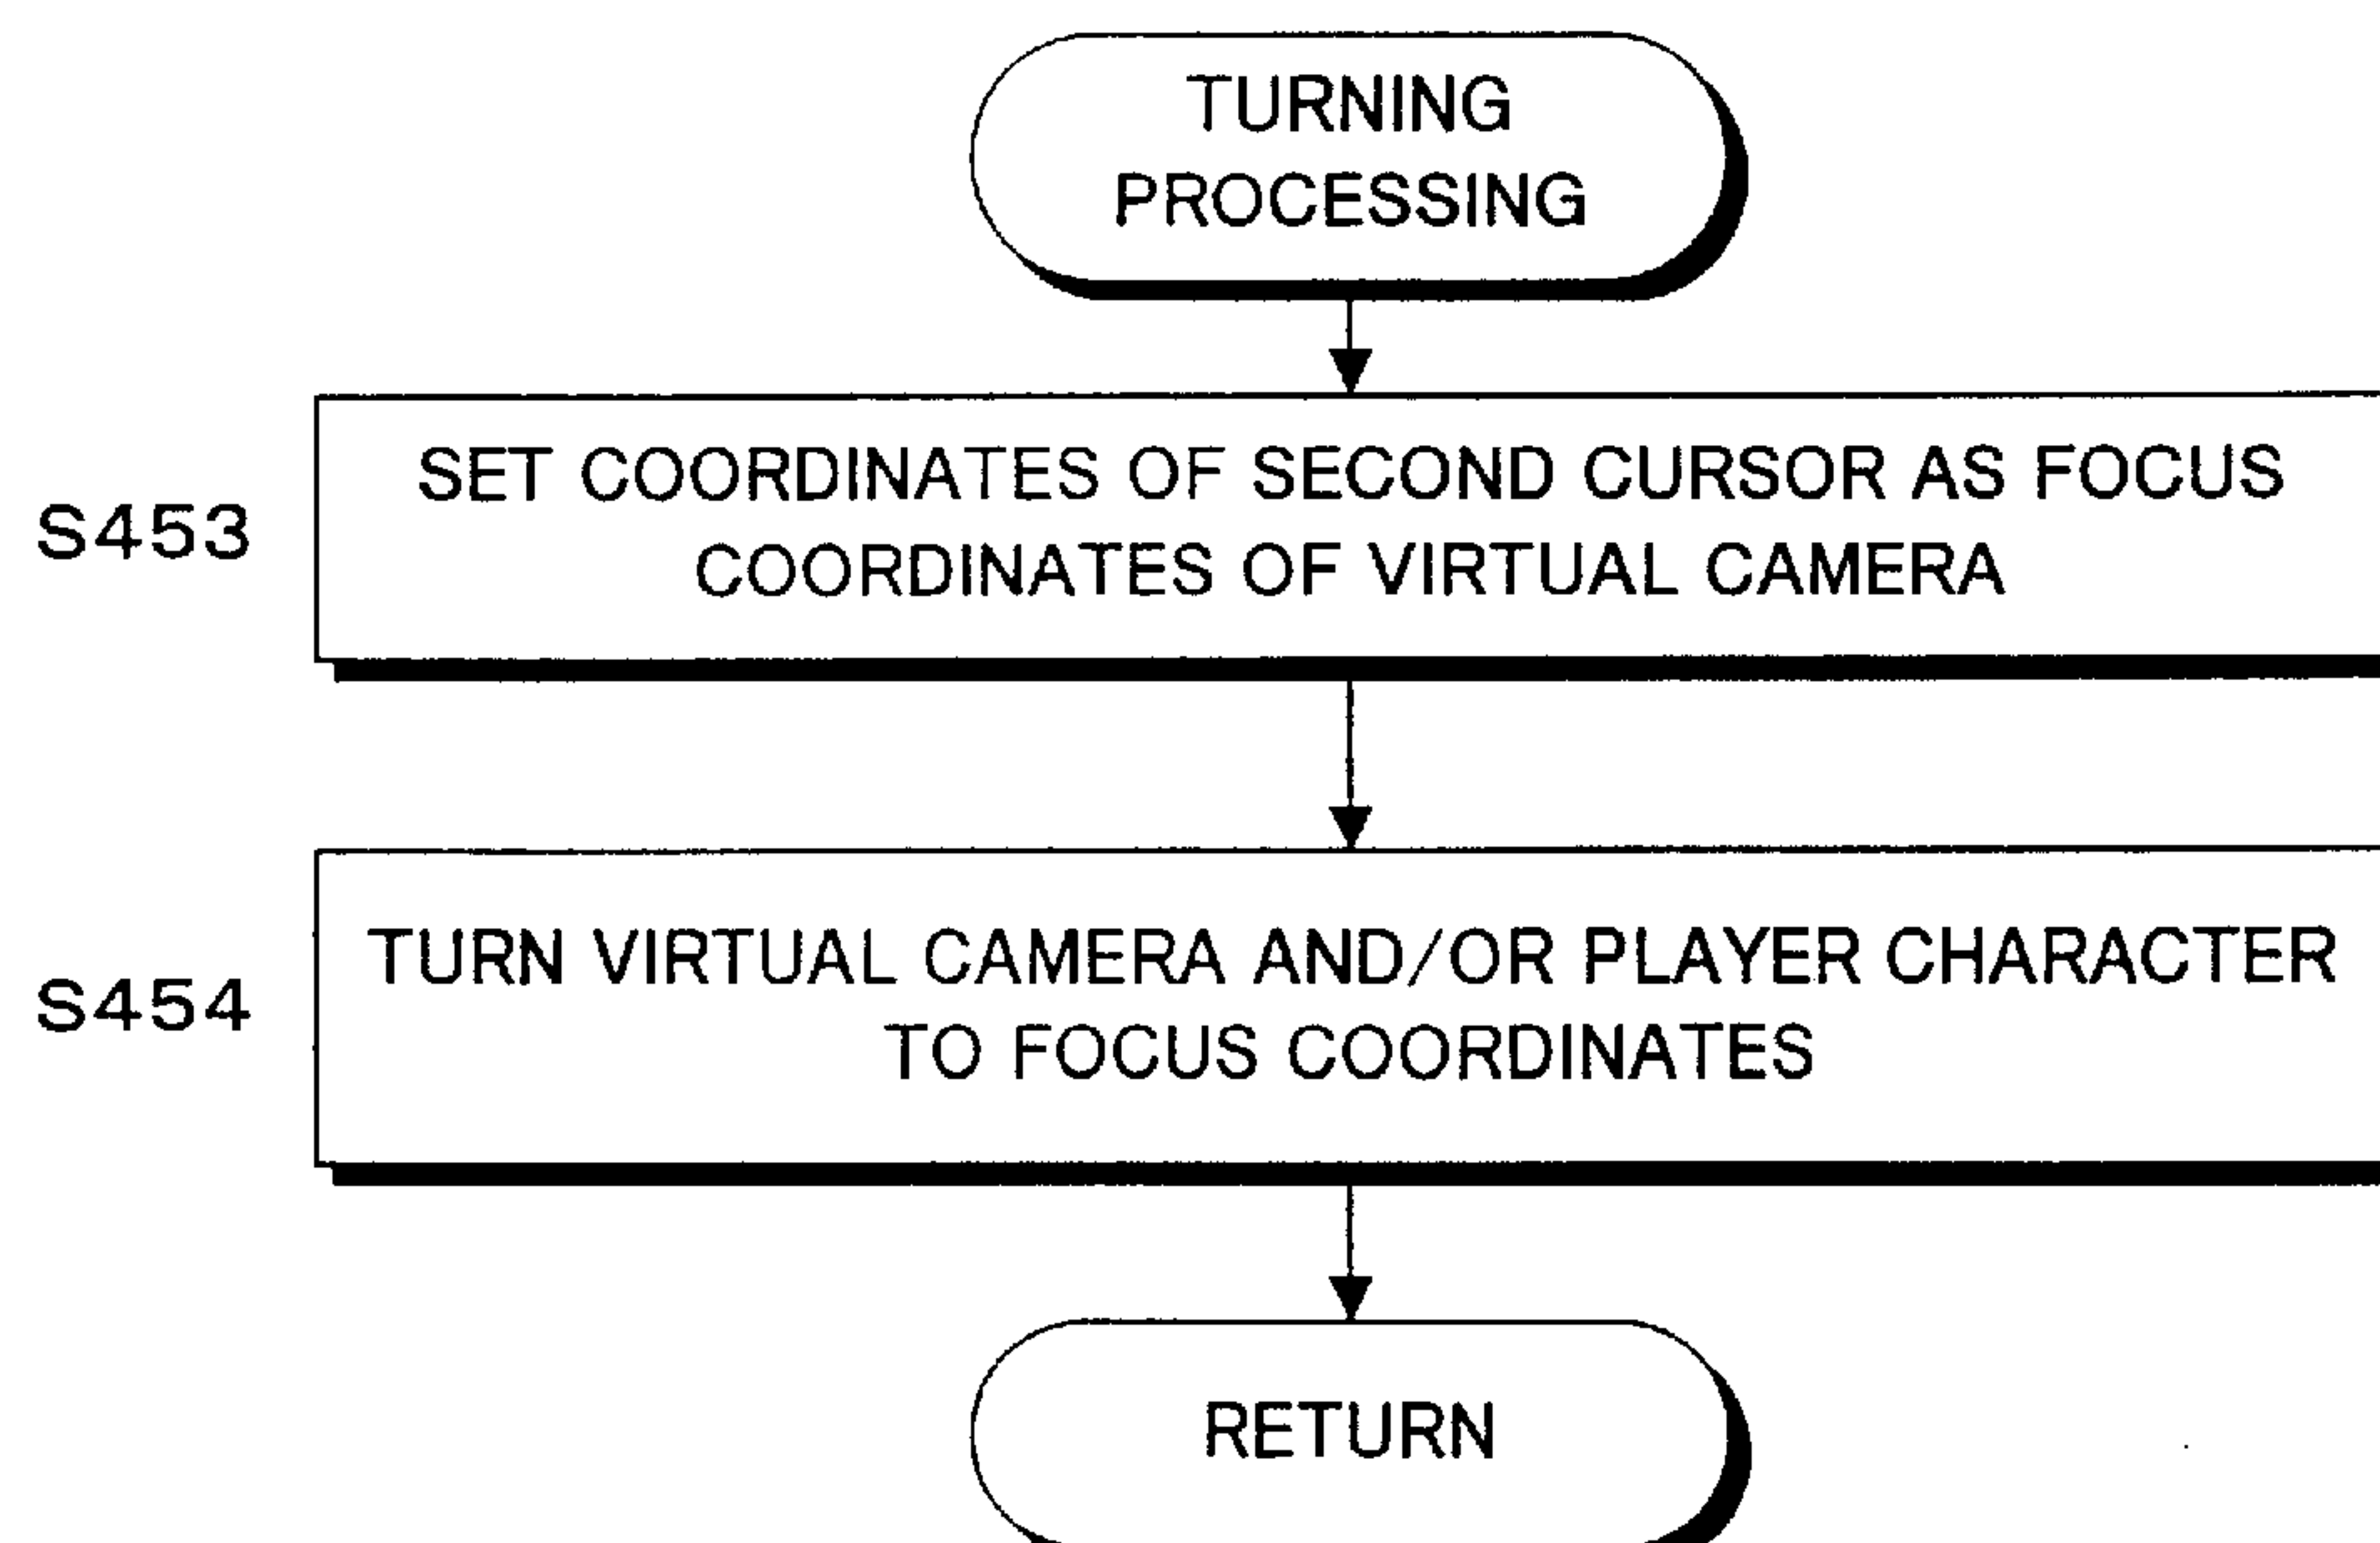 TURNING
PROCESSING
S453
SET COORDINATES OF SECOND CURSOR AS FOCUS
COORDINATES OF VIRTUAL CAMERA
S454
TURN VIRTUAL CAMERA AND/OR PLAYER CHARACTER
TO FOCUS COORDINATES
RETURN